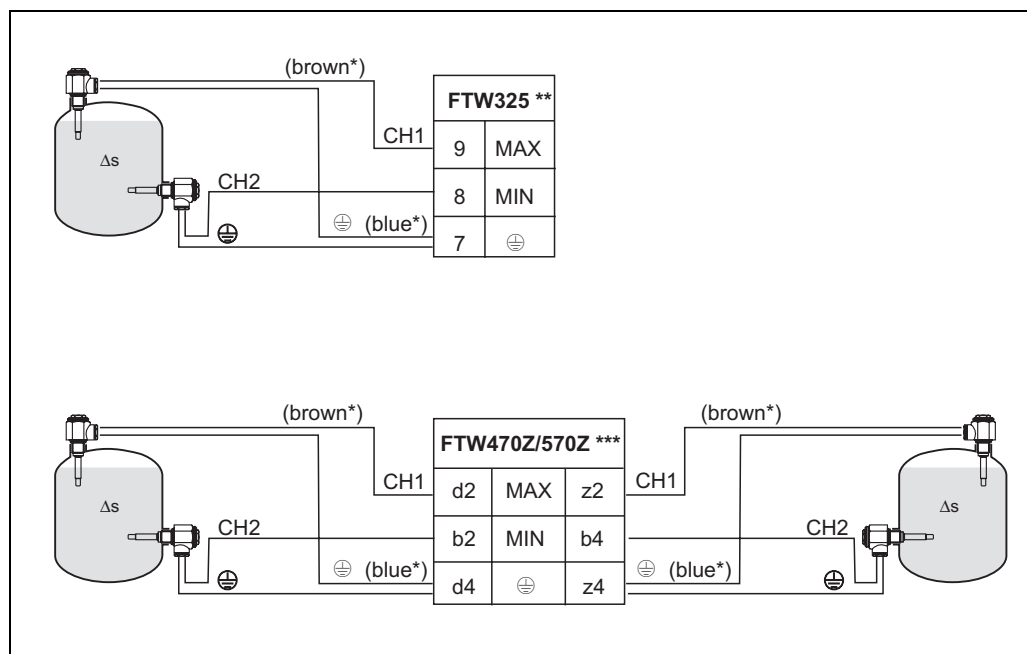 (brown*)
FTW325 **
CH1
9 MAX
Δs
CH2
8 MIN
(blue*)
7
(brown*)
(brown*)
FTW470Z/570Z ***
CH1
d2 MAX z2
CH1
Δs
Δs
CH2
b2 MIN b4
CH2
(blue*)
(blue*)
d4 z4